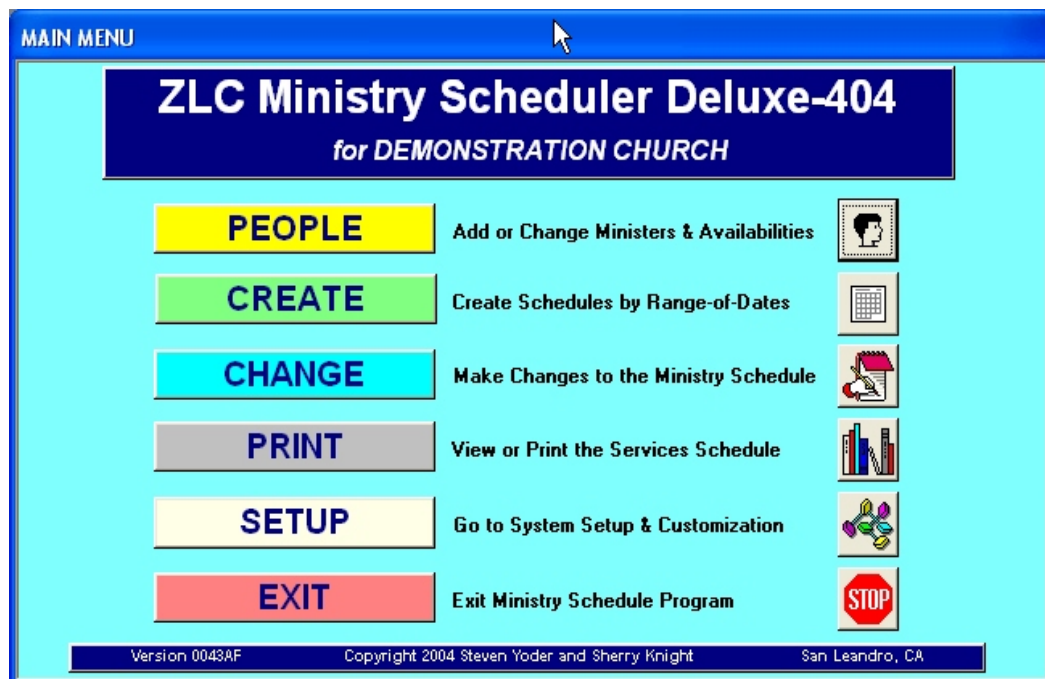 MAIN MENU
ZLC Ministry Scheduler Deluxe-404
for DEMONSTRATION CHURCH
PEOPLE Add or Change Ministers & Availabilities
CREATE Create Schedules by Range-of-Dates
CHANGE Make Changes to the Ministry Schedule
PRINT View or Print the Services Schedule
SETUP Go to System Setup & Customization
EXIT Exit Ministry Schedule Program STOP
Version 0043AF Copyright 2004 Steven Yoder and Sherry Knight San Leandro, CA